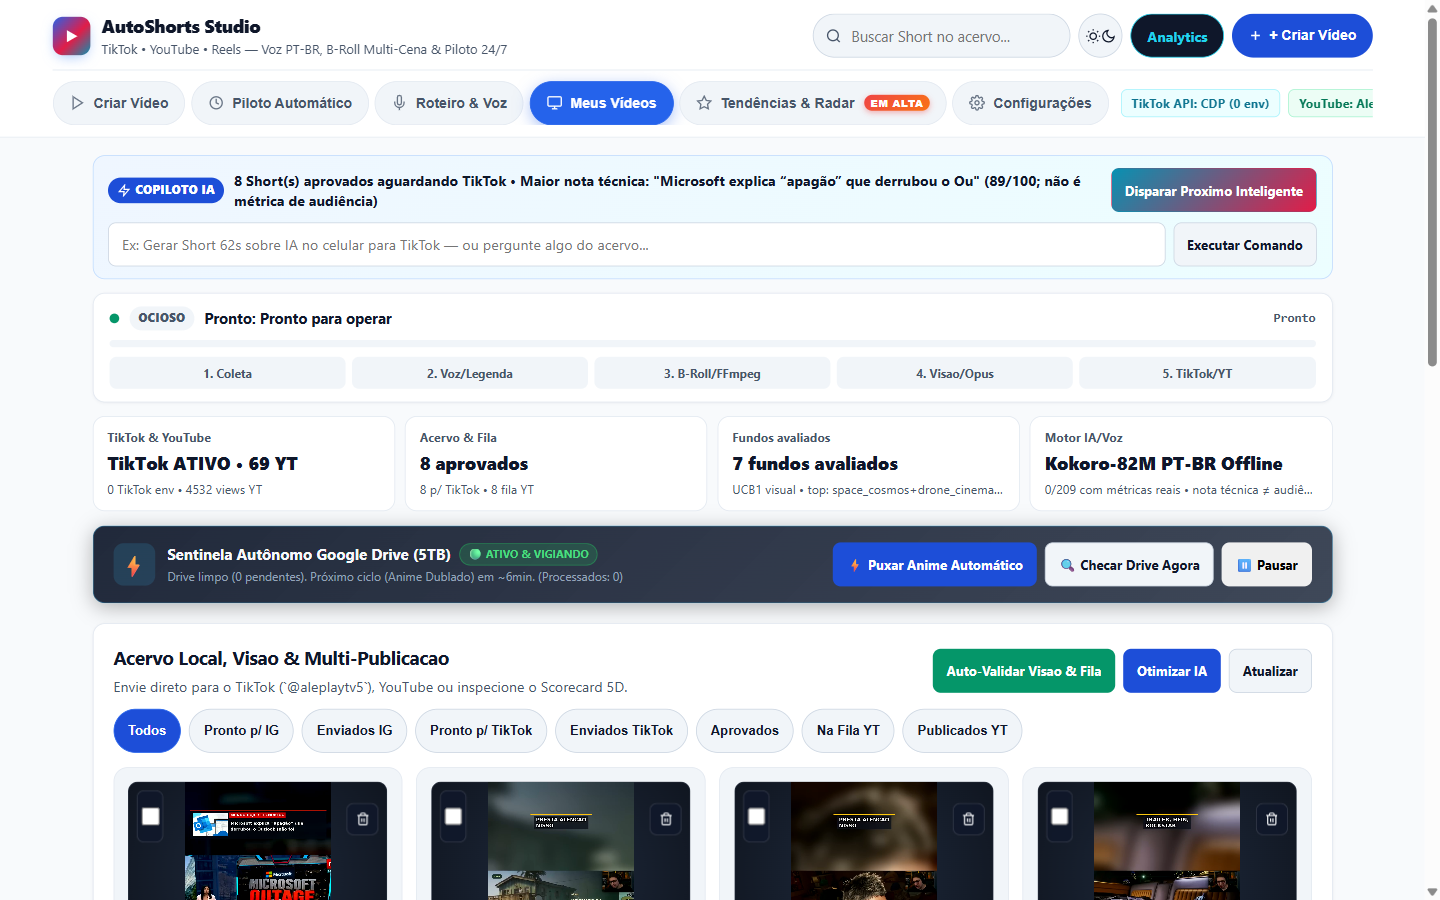 AutoShorts Studio
TikTok • YouTube • Reels — Voz PT-BR, B-Roll Multi-Cena & Piloto 24/7
Buscar Short no acervo...
Analytics
+ + Criar Vídeo
Criar Vídeo
Piloto Automático
Roteiro & Voz
Meus Vídeos
Tendências & Radar EM ALTA
Configurações
TikTok API: CDP (0 env)
YouTube: Ale
COPILOTO IA
8 Short(s) aprovados aguardando TikTok • Maior nota técnica: "Microsoft explica “apagão” que derrubou o Ou" (89/100; não é
métrica de audiência)
Disparar Proximo Inteligente
Ex: Gerar Short 62s sobre IA no celular para TikTok — ou pergunte algo do acervo...
Executar Comando
OCIOSO
Pronto: Pronto para operar
Pronto
1. Coleta
2. Voz/Legenda
3. B-Roll/FFmpeg
4. Visao/Opus
5. TikTok/YT
TikTok & YouTube
TikTok ATIVO • 69 YT
0 TikTok env • 4532 views YT
Acervo & Fila
8 aprovados
8 p/ TikTok • 8 fila YT
Fundos avaliados
7 fundos avaliados
UCB1 visual • top: space_cosmos+drone_cinema...
Motor IA/Voz
Kokoro-82M PT-BR Offline
0/209 com métricas reais • nota técnica ≠ audiê...
Sentinela Autônomo Google Drive (5TB)
ATIVO & VIGIANDO
Drive limpo (0 pendentes). Próximo ciclo (Anime Dublado) em ~6min. (Processados: 0)
Puxar Anime Automático
Checar Drive Agora
Pausar
Acervo Local, Visao & Multi-Publicacao
Envie direto para o TikTok (`@aleplaytv5`), YouTube ou inspecione o Scorecard 5D.
Auto-Validar Visao & Fila
Otimizar IA
Atualizar
Todos
Pronto p/ IG
Enviados IG
Pronto p/ TikTok
Enviados TikTok
Aprovados
Na Fila YT
Publicados YT
Microsoft
MICROSOFT
OUTAGE
PRESTA ATENCAO
NISSO
PRESTA ATENCAO
NISSO
TRAILER, HEIN,
ROCKSTAR